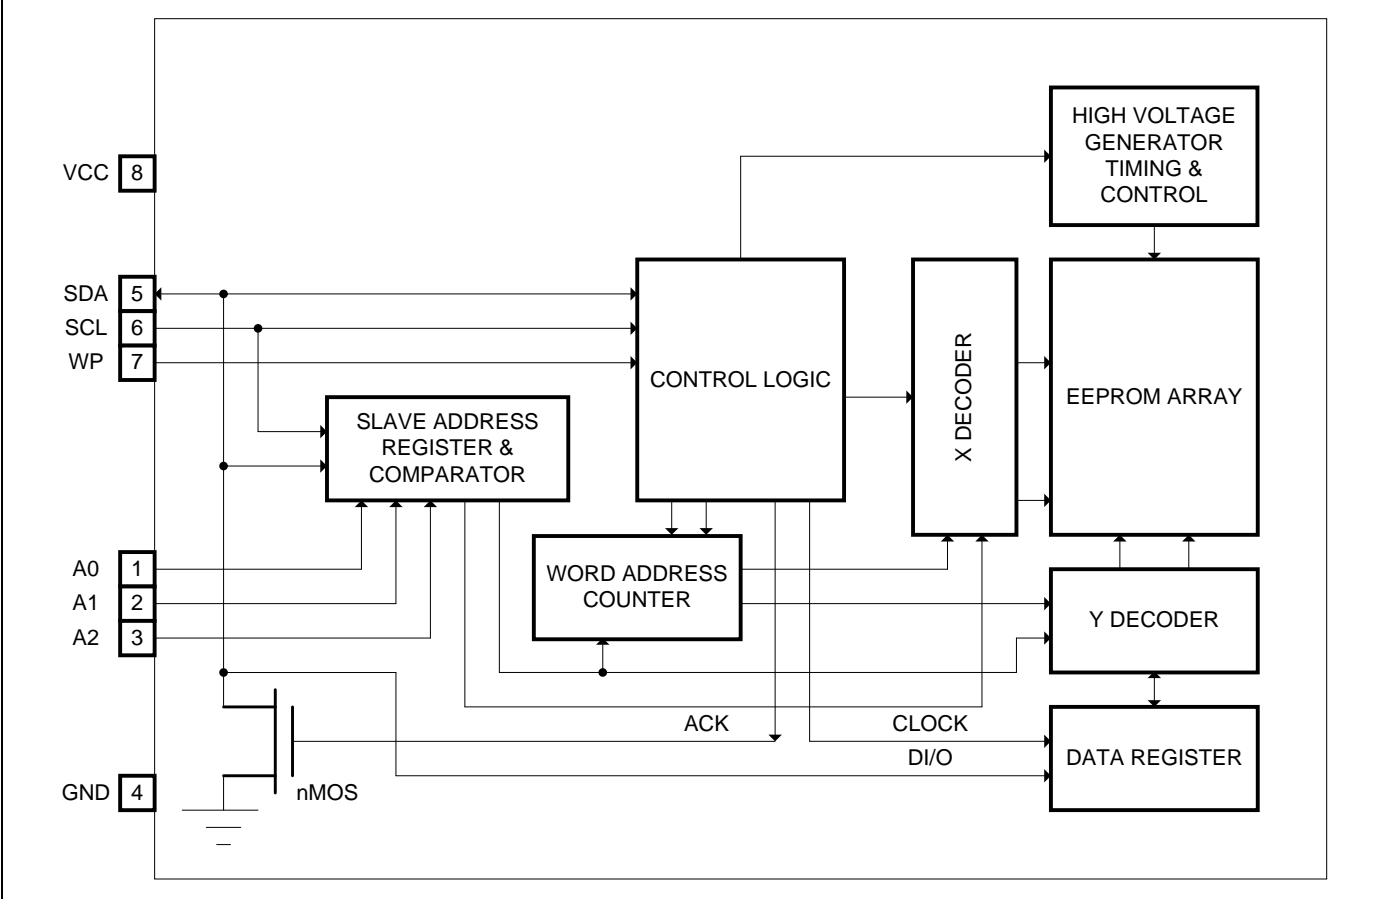 HIGH VOLTAGE
GENERATOR
TIMING &
CONTROL
VCC 8
SDA 5
SCL 6
WP 7
CONTROL LOGIC
X DECODER
EEPROM ARRAY
SLAVE ADDRESS
REGISTER &
COMPARATOR
A0 1
A1 2
A2 3
WORD ADDRESS
COUNTER
Y DECODER
ACK
CLOCK
DI/O
DATA REGISTER
GND 4
nMOS